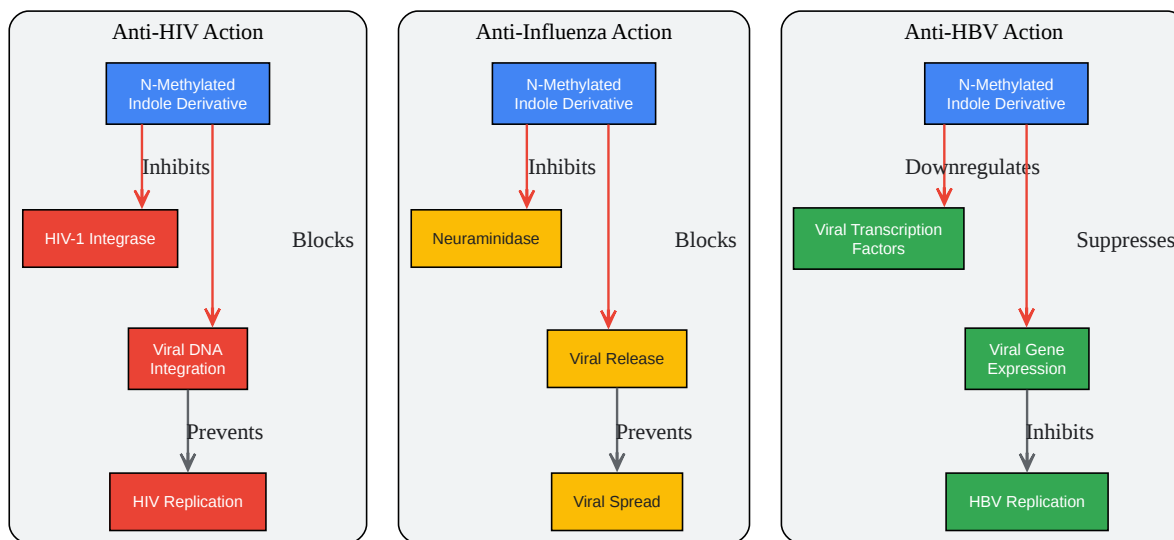 Anti-HIV Action
N-Methylated
Indole Derivative
Inhibits
HIV-1 Integrase
Blocks
Viral DNA
Integration
Prevents
HIV Replication
Anti-Influenza Action
N-Methylated
Indole Derivative
Inhibits
Neuraminidase
Blocks
Viral Release
Prevents
Viral Spread
Anti-HBV Action
N-Methylated
Indole Derivative
Downregulates
Viral Transcription
Factors
Suppresses
Viral Gene
Expression
Inhibits
HBV Replication